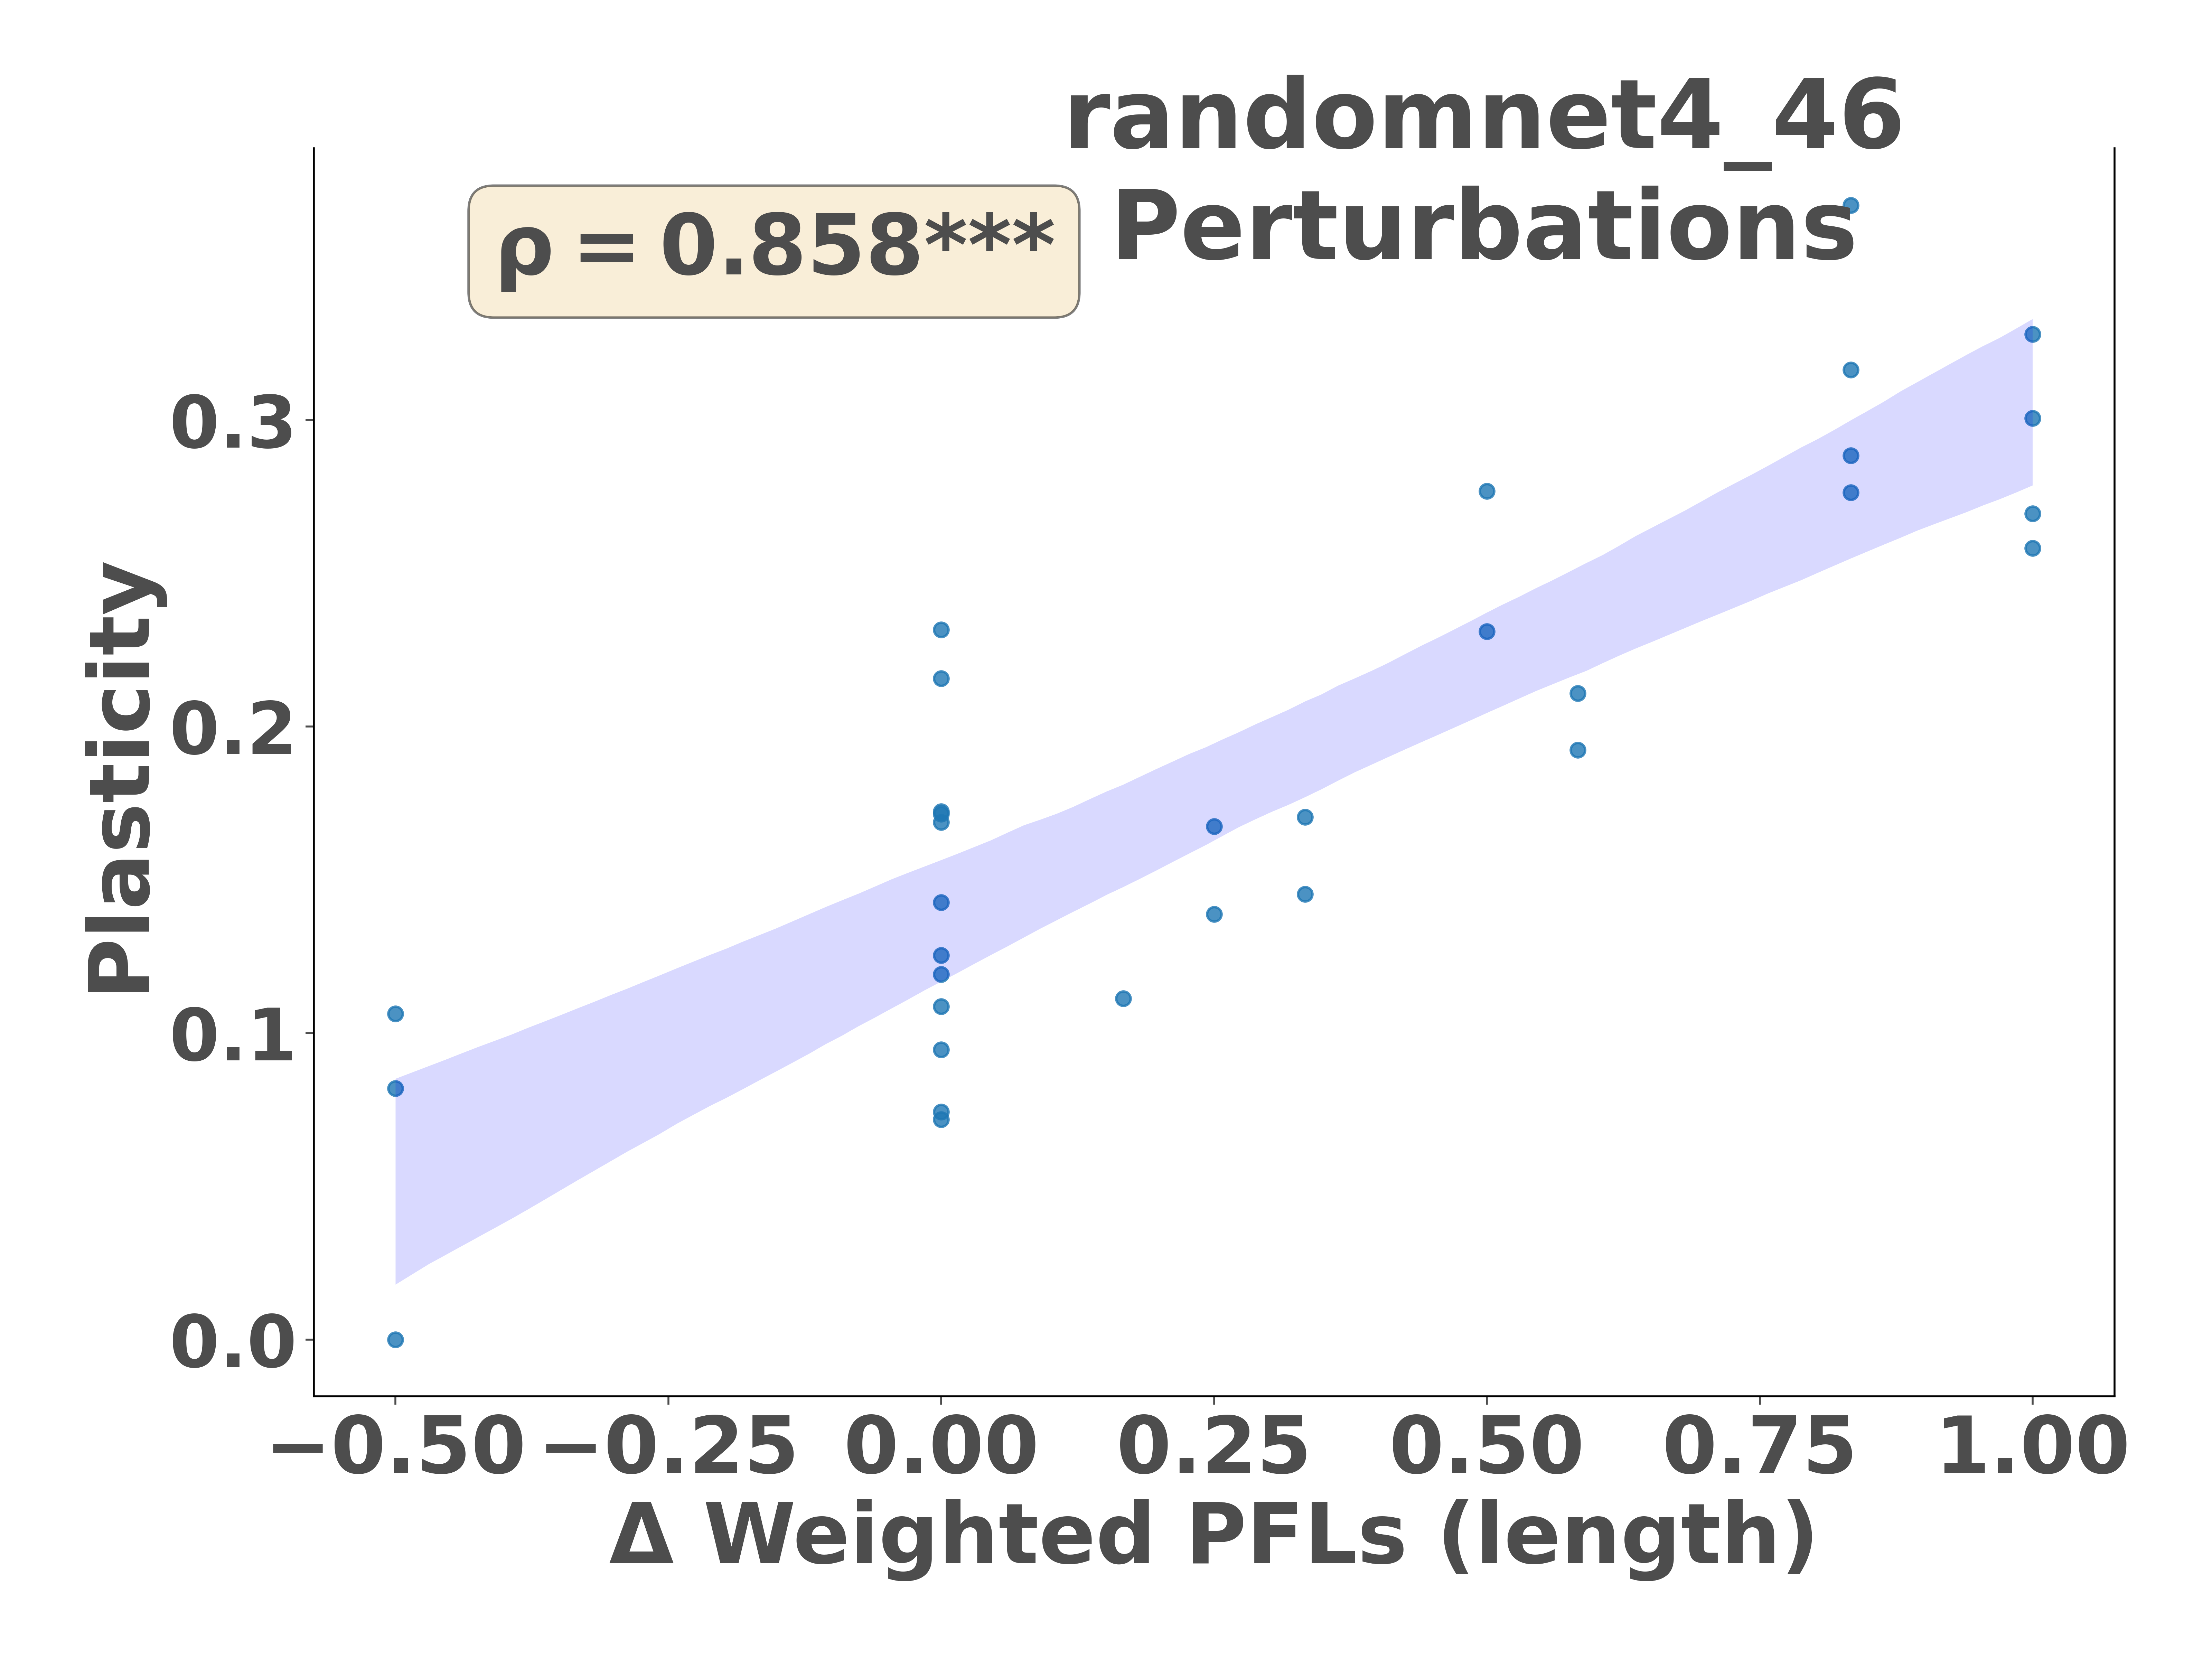 randomnet4_46
Perturbations
ρ = 0.858***
Plasticity
0.3
0.2
0.1
0.0
−0.50 −0.25 0.00 0.25 0.50 0.75 1.00
Δ Weighted PFLs (length)